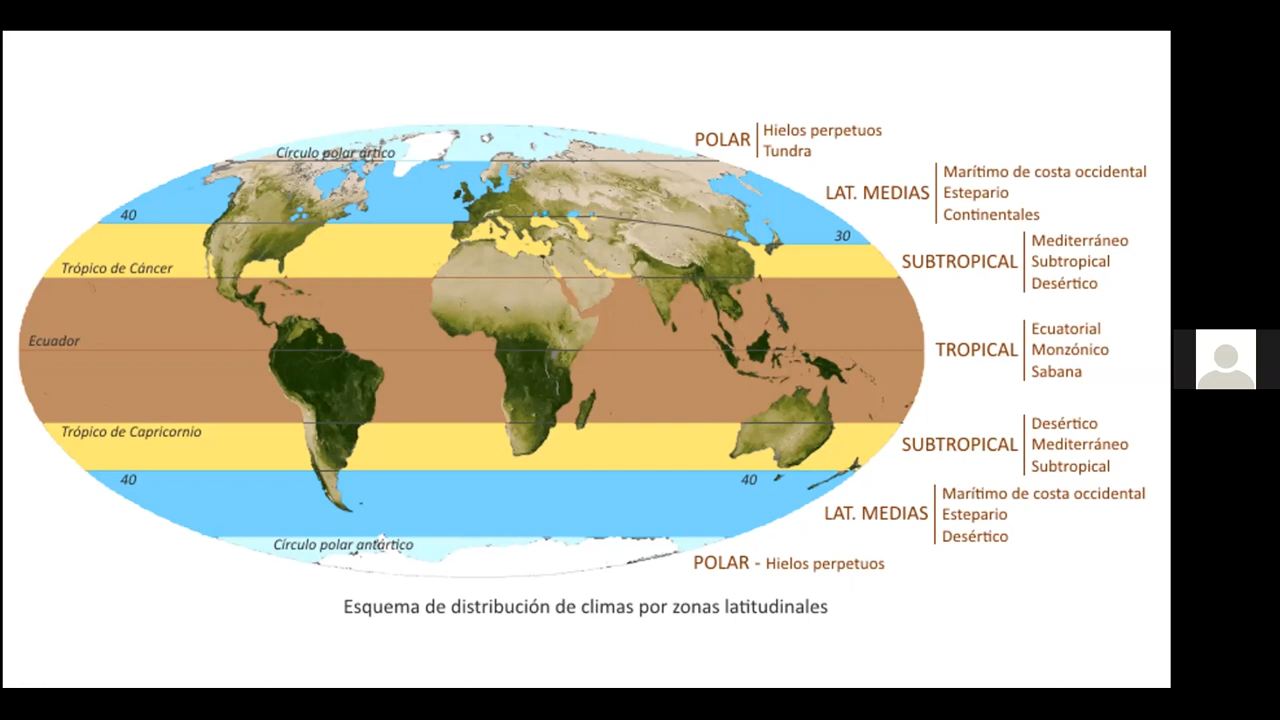 Círculo polar ártico
POLAR
Hielos perpetuos
Tundra
LAT. MEDIAS
Marítimo de costa occidental
Estepario
Continentales
40
30
SUBTROPICAL
Mediterráneo
Subtropical
Desértico
Trópico de Cáncer
Ecuador
TROPICAL
Ecuatorial
Monzónico
Sabana
Trópico de Capricornio
SUBTROPICAL
Desértico
Mediterráneo
Subtropical
40
40
LAT. MEDIAS
Marítimo de costa occidental
Estepario
Desértico
Círculo polar antártico
POLAR - Hielos perpetuos
Esquema de distribución de climas por zonas latitudinales